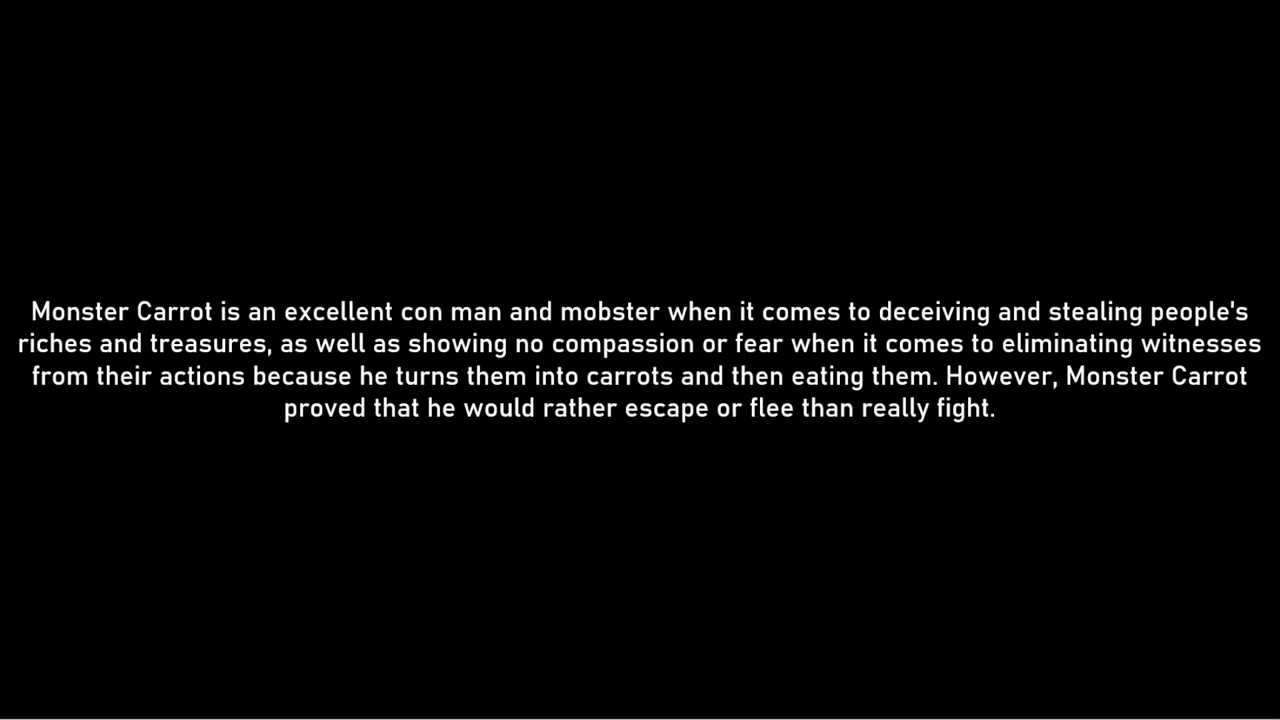 Monster Carrot is an excellent con man and mobster when it comes to deceiving and stealing people's
riches and treasures, as well as showing no compassion or fear when it comes to eliminating witnesses
from their actions because he turns them into carrots and then eating them. However, Monster Carrot
proved that he would rather escape or flee than really fight.